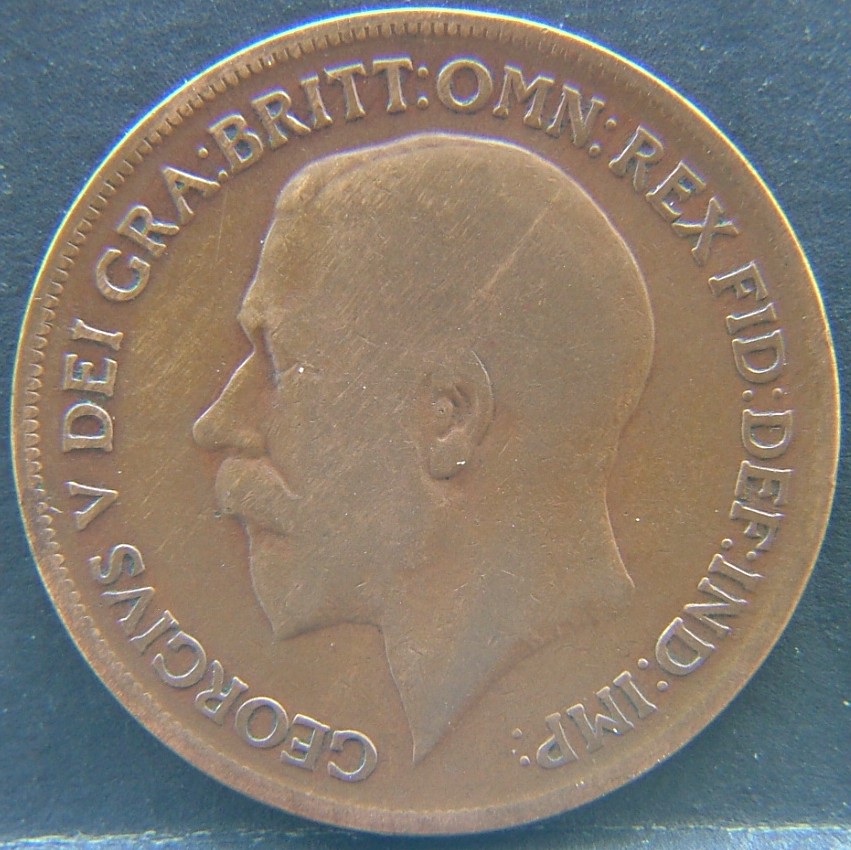 GEORGIVS V DEI GRA:BRITT:OMN:REX FID:DEF:IND:IMP: